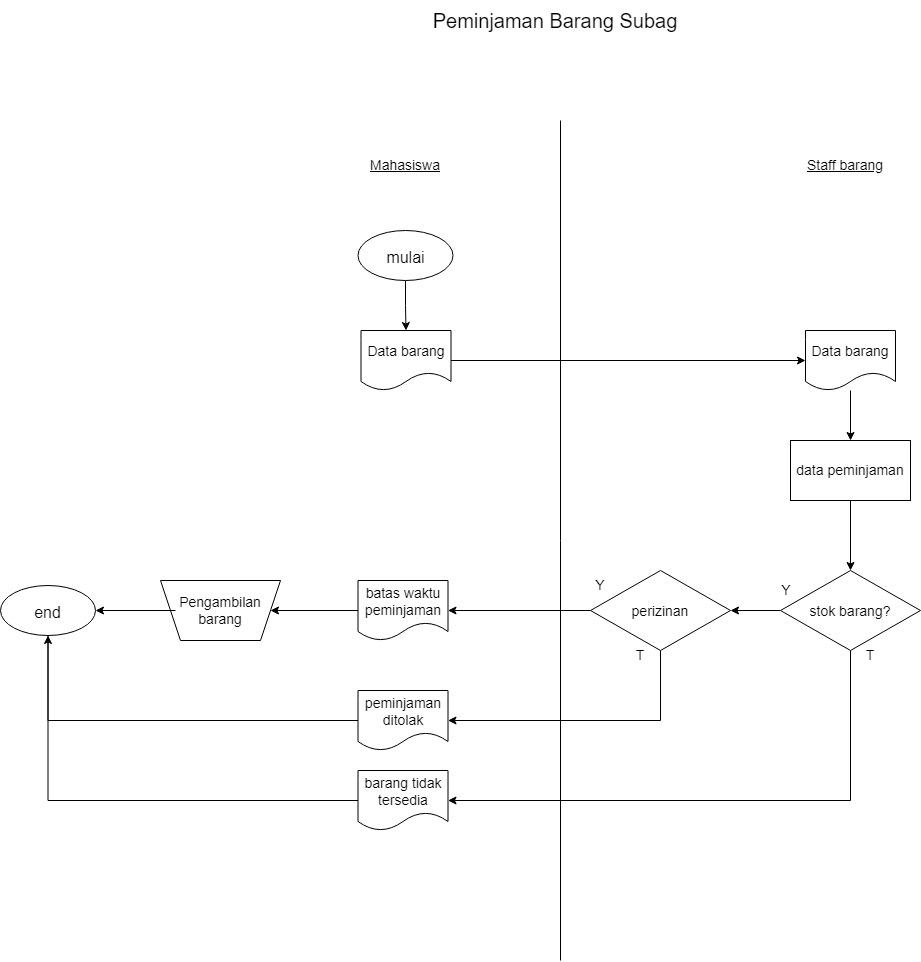 Peminjaman Barang Subag
Mahasiswa
Staff barang
mulai
Data barang
Data barang
data peminjaman
stok barang?
Y
T
perizinan
Y
T
batas waktu
peminjaman
Pengambilan
barang
end
peminjaman
ditolak
barang tidak
tersedia